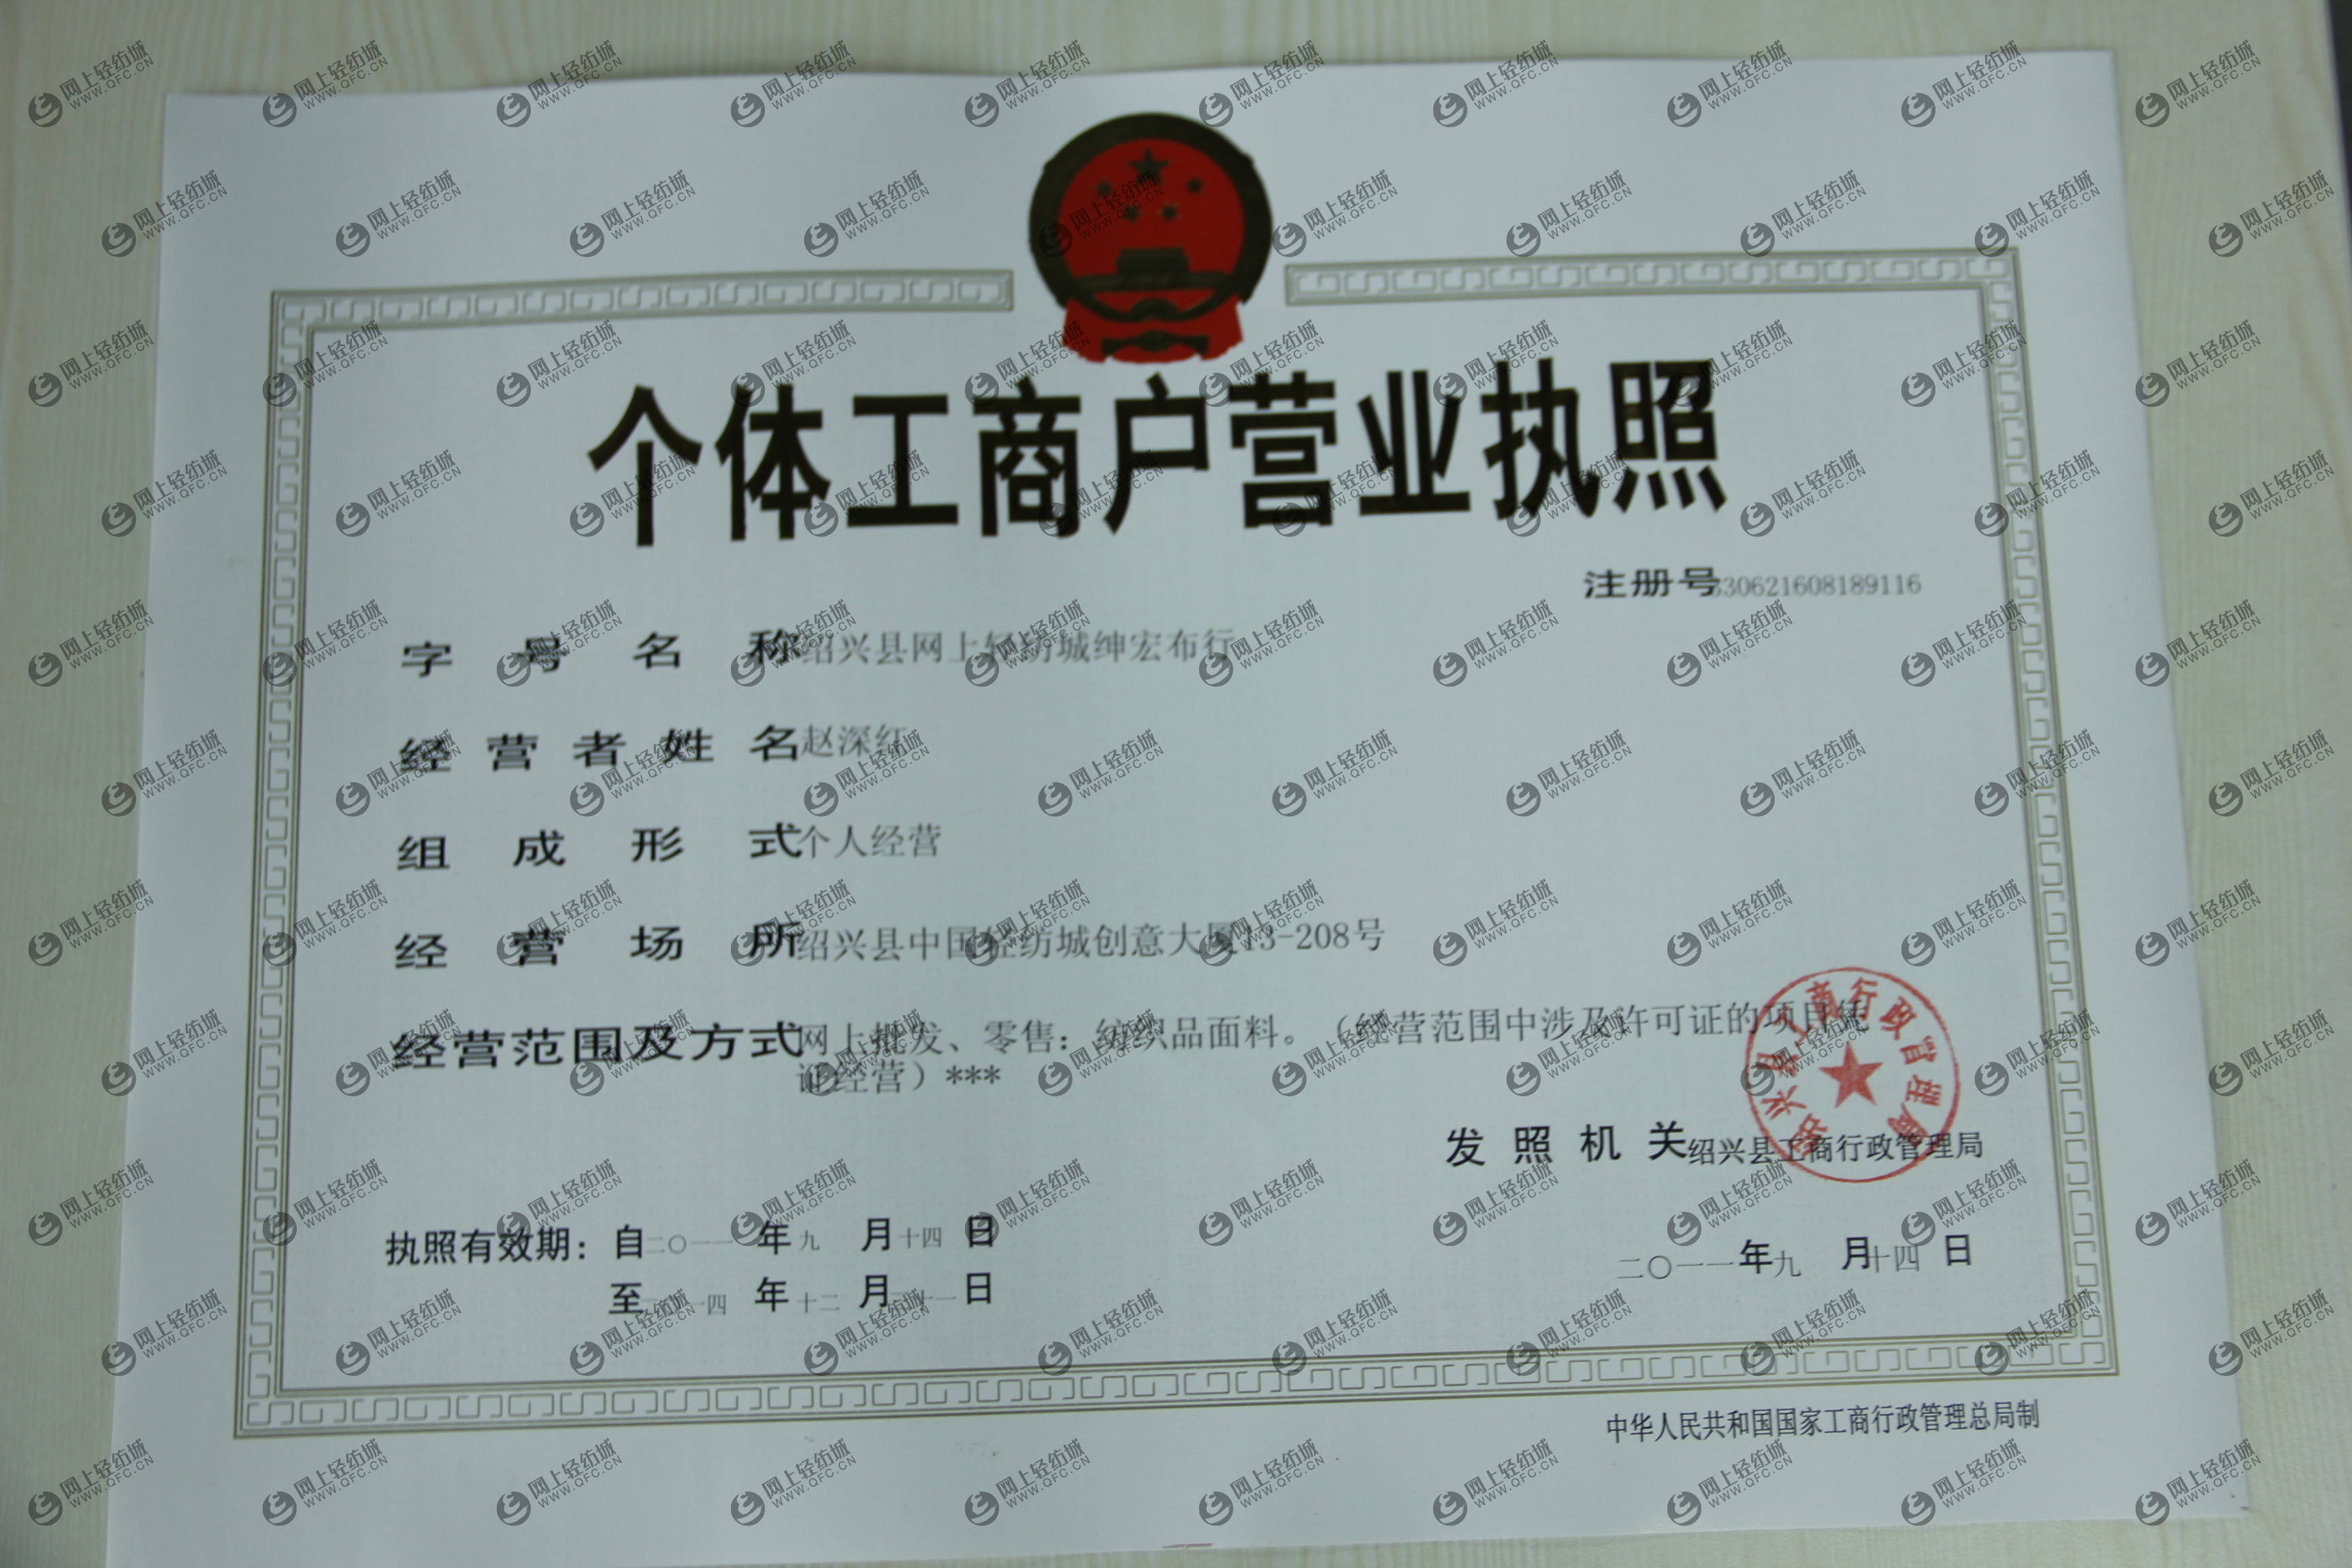 个体工商户营业执照
注册号330621608189116
字号名称绍兴县网上轻纺城绅宏布行
经营者姓名赵深红
组成形式个人经营
经营场所绍兴县中国轻纺城创意大厦13-208号
经营范围及方式网上批发、零售：纺织品面料。（经营范围中涉及许可证的项目凭
证经营）***
绍兴县工商行政管理局
发照机关绍兴县工商行政管理局
执照有效期：自二〇一一年九月十四日
至一四年十二月十一日
二〇一一年九月十四日
中华人民共和国国家工商行政管理总局制
网上轻纺城
WWW.QFC.CN